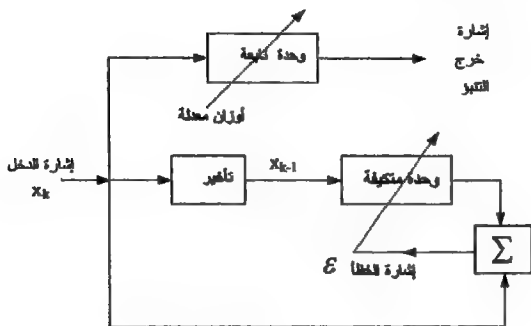 إشارة
خرج
التنبؤ
وحدة تابعة
أوزان معدلة
إشارة الدخل
xk
تأخير
xk-1
وحدة متكيفة
Σ
إشارة الخطأ ε